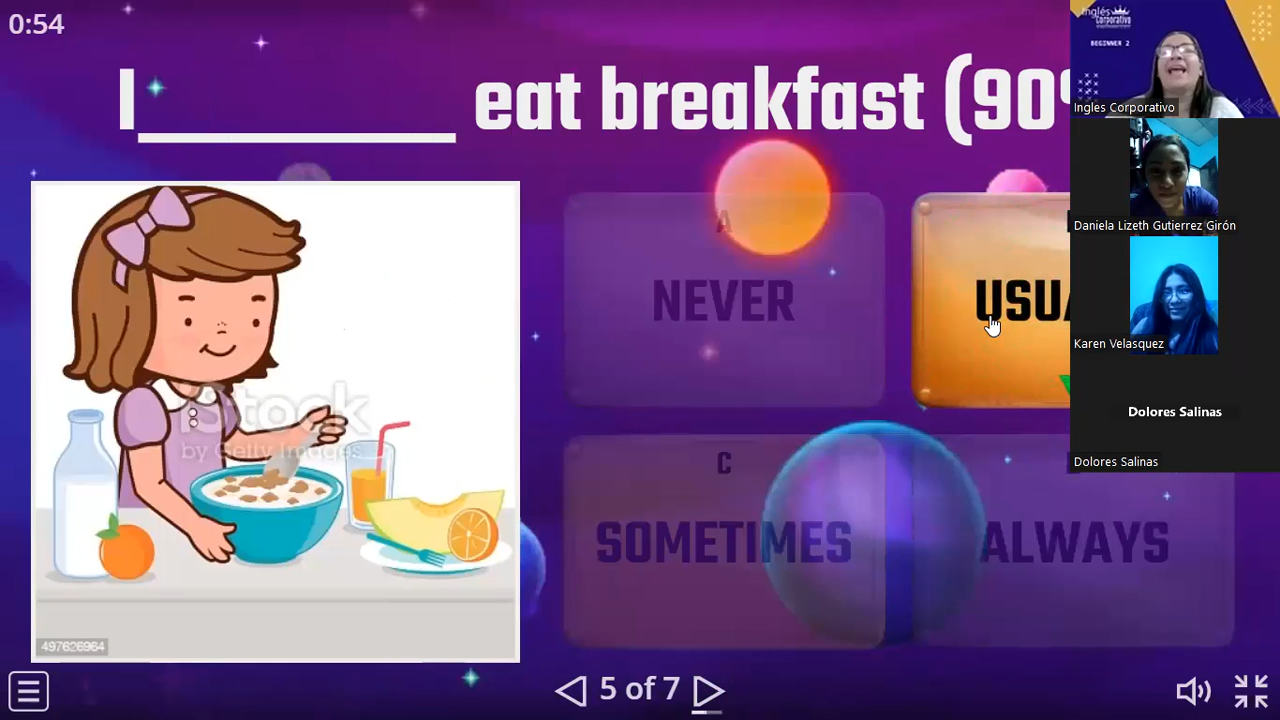 0:54
I_________ eat breakfast (90
A
NEVER
USUA
C
SOMETIMES
ALWAYS
iStock
by Getty Images
497626964
5 of 7
Inglés
Corporativo
BEGINNER 2
Ingles Corporativo
Daniela Lizeth Gutierrez Girón
Karen Velasquez
Dolores Salinas
Dolores Salinas